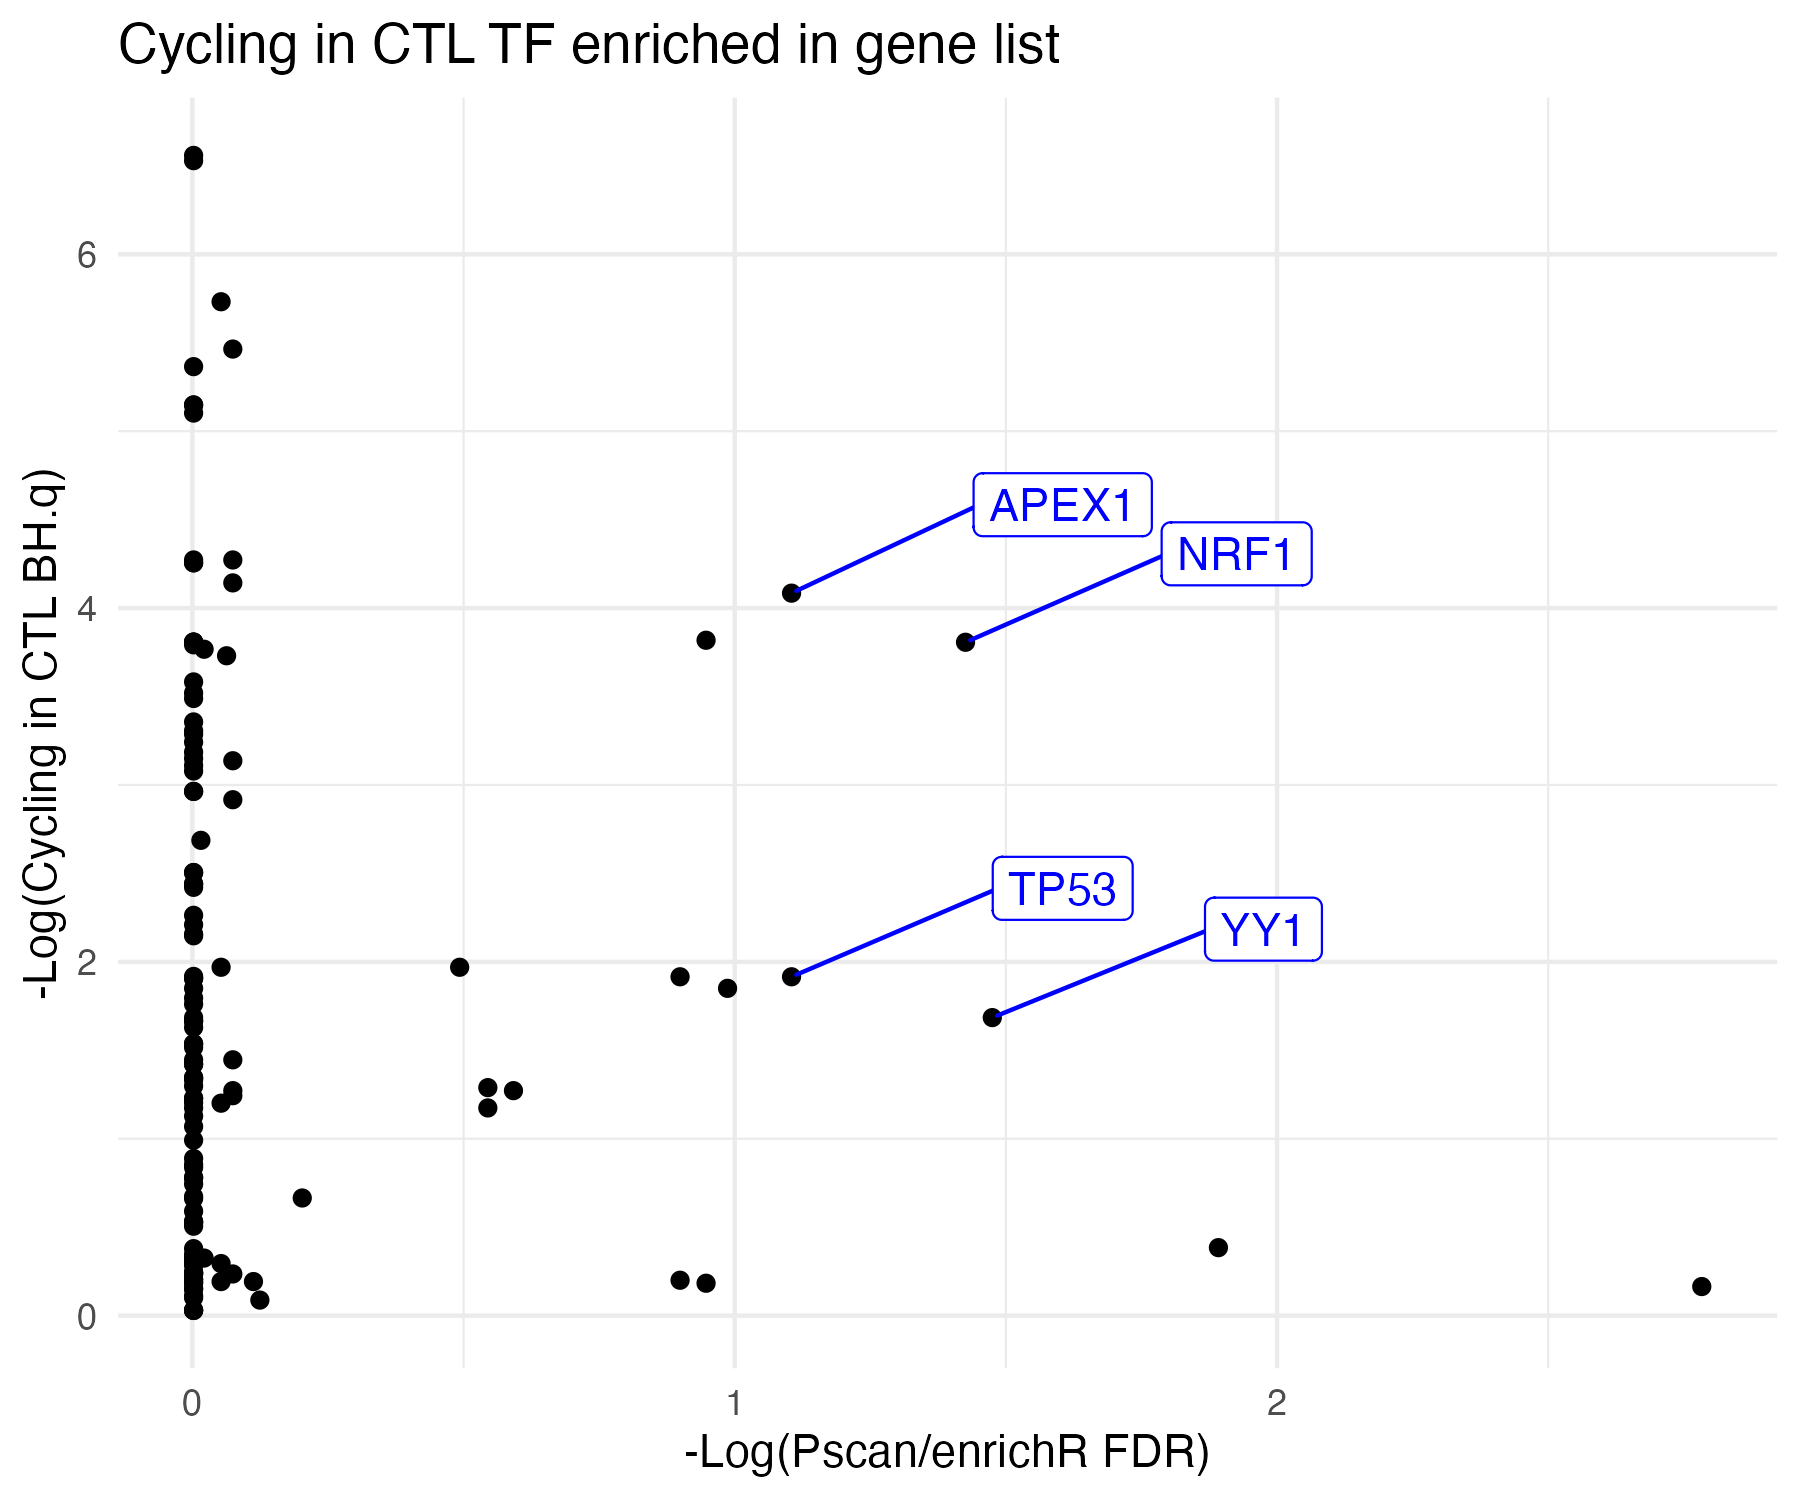 Cycling in CTL TF enriched in gene list
-Log(Cycling in CTL BH.q)
6
4
2
0
APEX1
NRF1
TP53
YY1
0
1
2
-Log(Pscan/enrichR FDR)